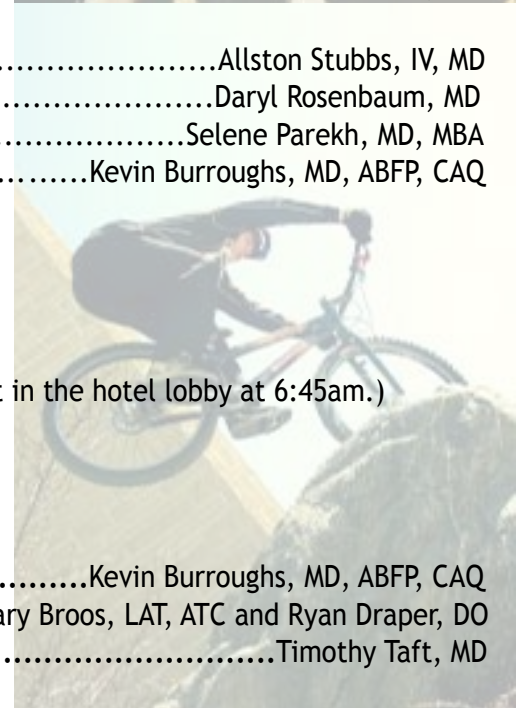 ......................Allston Stubbs, IV, MD
.....................Daryl Rosenbaum, MD
..................Selene Parekh, MD, MBA
.........Kevin Burroughs, MD, ABFP, CAQ
in the hotel lobby at 6:45am.)
.........Kevin Burroughs, MD, ABFP, CAQ
Broos, LAT, ATC and Ryan Draper, DO
..........................Timothy Taft, MD